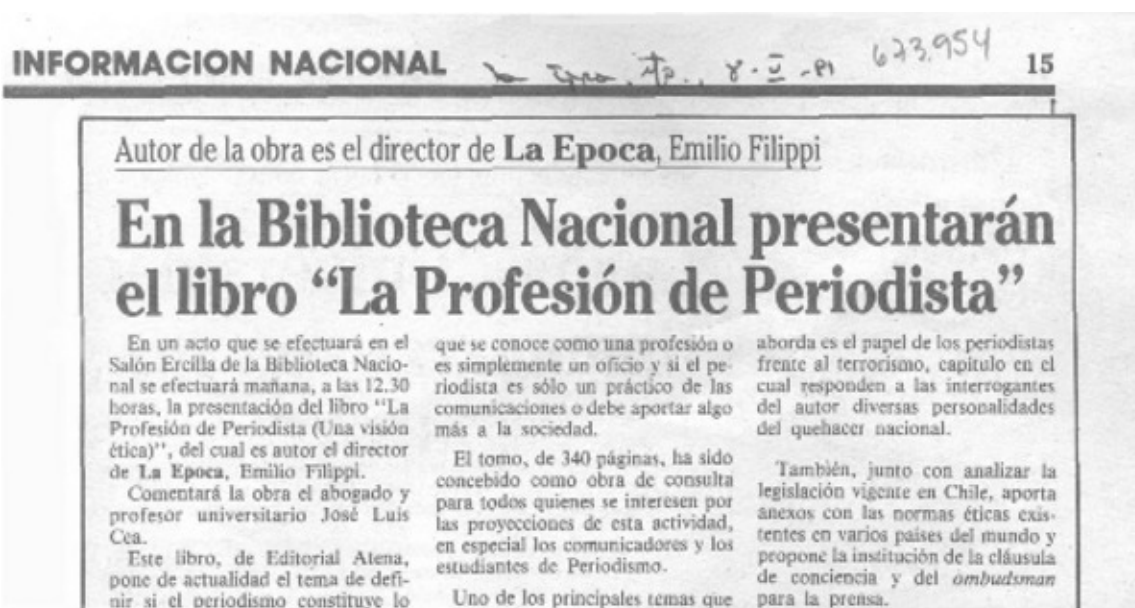 INFORMACION NACIONAL
673.954
15
Autor de la obra es el director de La Epoca, Emilio Filippi
En la Biblioteca Nacional presentarán
el libro “La Profesión de Periodista”
En un acto que se efectuará en el
Salón Ercilla de la Biblioteca Nacio-
nal se efectuará mañana, a las 12.30
horas, la presentación del libro “La
Profesión de Periodista (Una visión
ética)”, del cual es autor el director
de La Epoca, Emilio Filippi.
Comentará la obra el abogado y
profesor universitario José Luis
Cea.
Este libro, de Editorial Atena,
pone de actualidad el tema de defi-
nir si el periodismo constituye lo
que se conoce como una profesión o
es simplemente un oficio y si el pe-
riodista es sólo un práctico de las
comunicaciones o debe aportar algo
más a la sociedad.
El tomo, de 340 páginas, ha sido
concebido como obra de consulta
para todos quienes se interesen por
las proyecciones de esta actividad,
en especial los comunicadores y los
estudiantes de Periodismo.
Uno de los principales temas que
aborda es el papel de los periodistas
frente al terrorismo, capítulo en el
cual responden a las interrogantes
del autor diversas personalidades
del quehacer nacional.
También, junto con analizar la
legislación vigente en Chile, aporta
anexos con las normas éticas exis-
tentes en varios países del mundo y
propone la institución de la cláusula
de conciencia y del ombudsman
para la prensa.